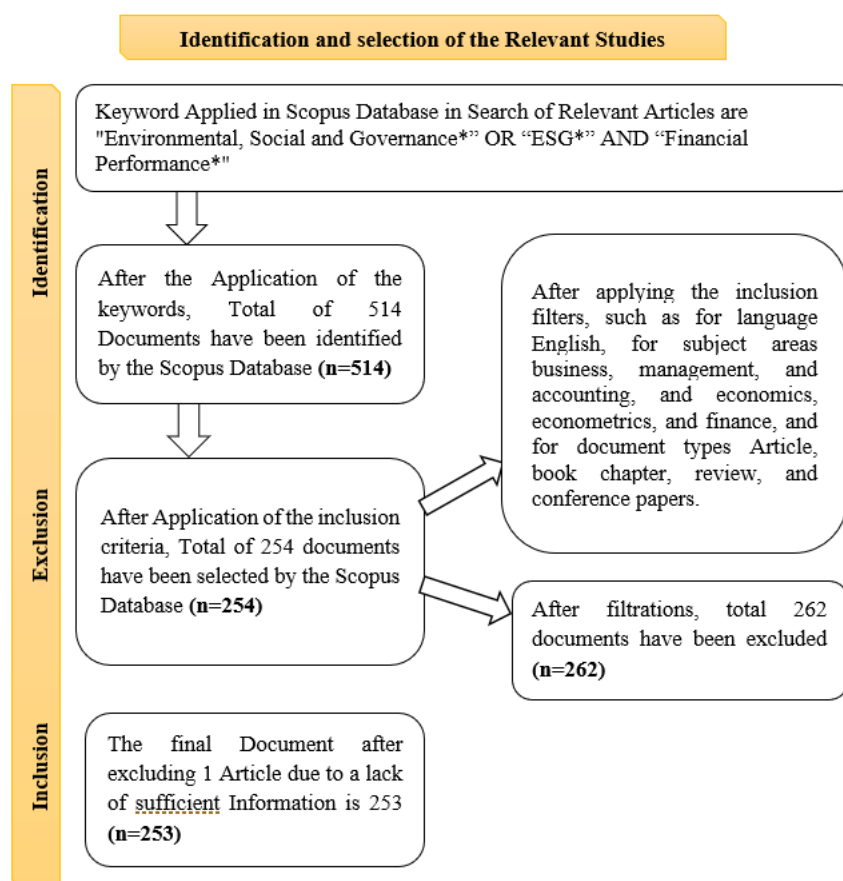 Identification and selection of the Relevant Studies
Identification
Keyword Applied in Scopus Database in Search of Relevant Articles are
"Environmental, Social and Governance*” OR “ESG*” AND “Financial
Performance*"
After the Application of the
keywords, Total of 514
Documents have been identified
by the Scopus Database (n=514)
After applying the inclusion
filters, such as for language
English, for subject areas
business, management, and
accounting, and economics,
econometrics, and finance, and
for document types Article,
book chapter, review, and
conference papers.
Exclusion
After Application of the inclusion
criteria, Total of 254 documents
have been selected by the Scopus
Database (n=254)
After filtrations, total 262
documents have been excluded
(n=262)
Inclusion
The final Document after
excluding 1 Article due to a lack
of sufficient Information is 253
(n=253)